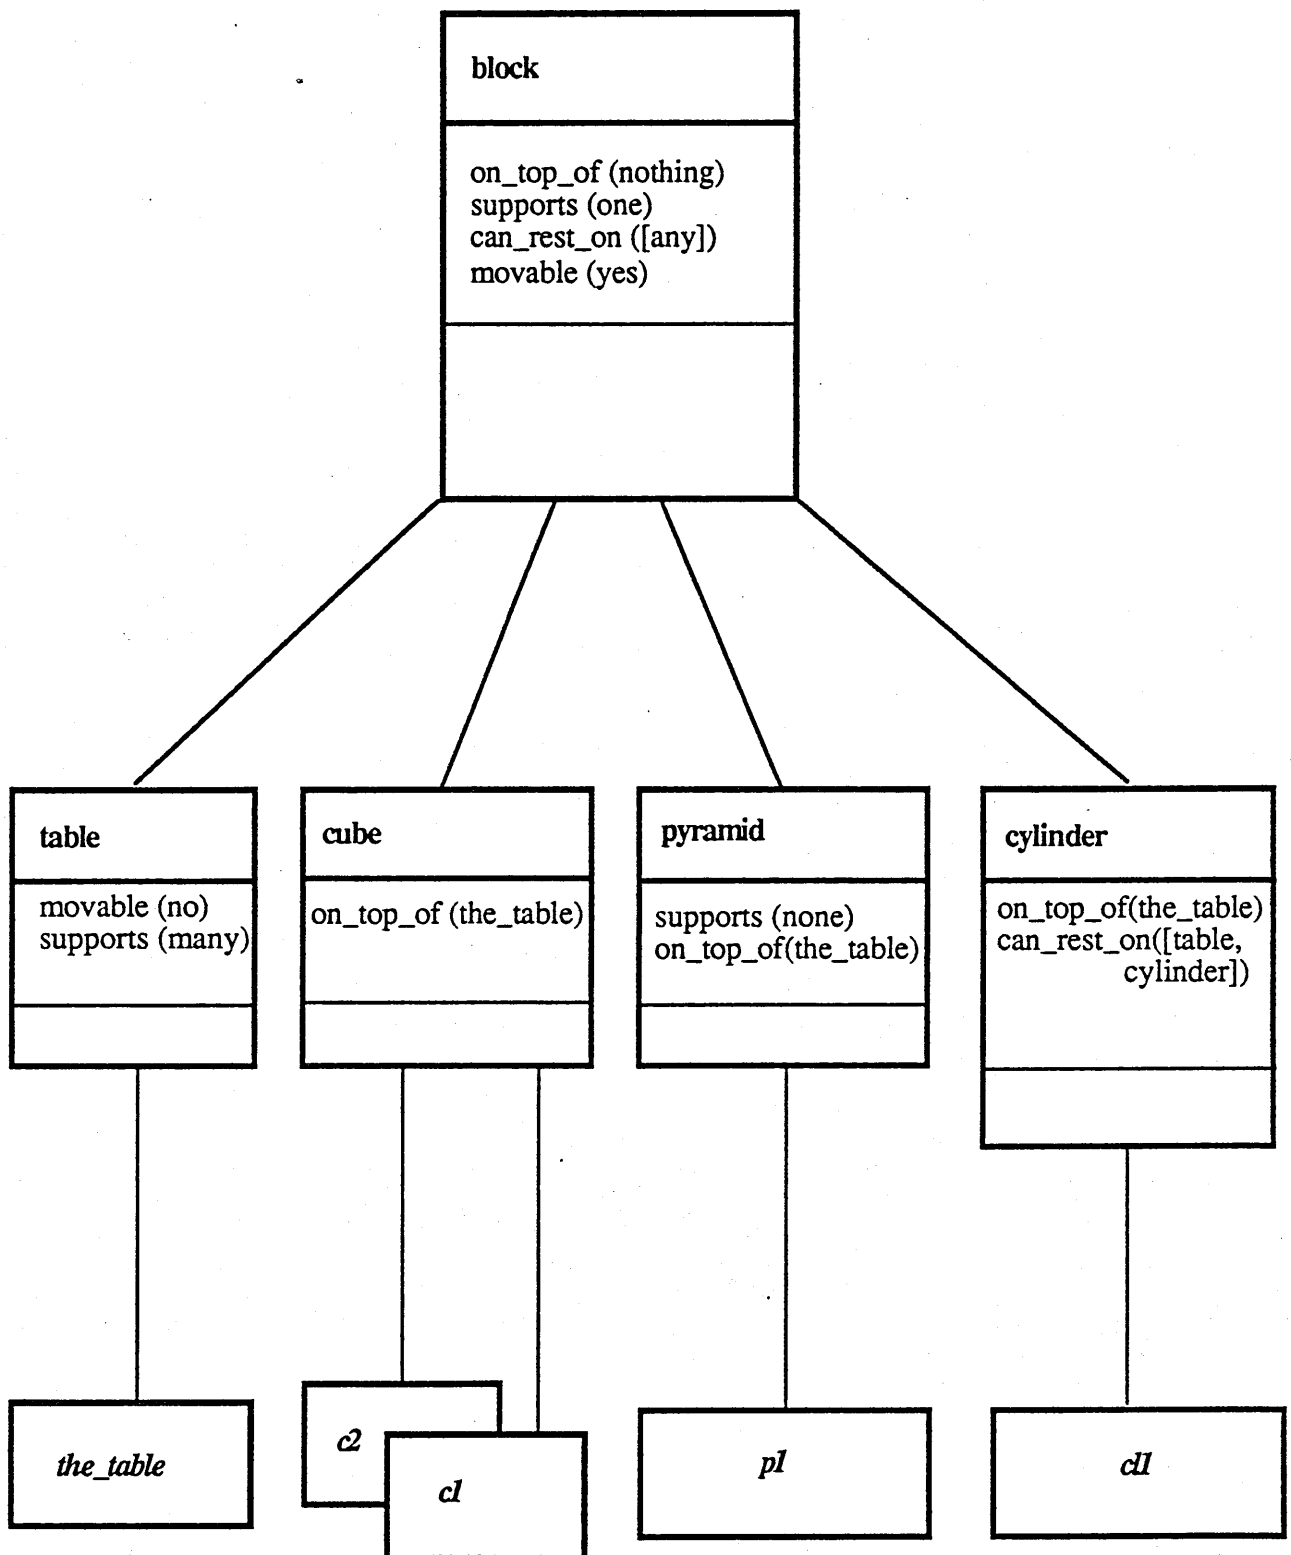 block
on_top_of (nothing)
supports (one)
can_rest_on ([any])
movable (yes)
table
movable (no)
supports (many)
cube
on_top_of (the_table)
pyramid
supports (none)
on_top_of(the_table)
cylinder
on_top_of(the_table)
can_rest_on([table,
cylinder])
the_table
c2
c1
p1
cl1